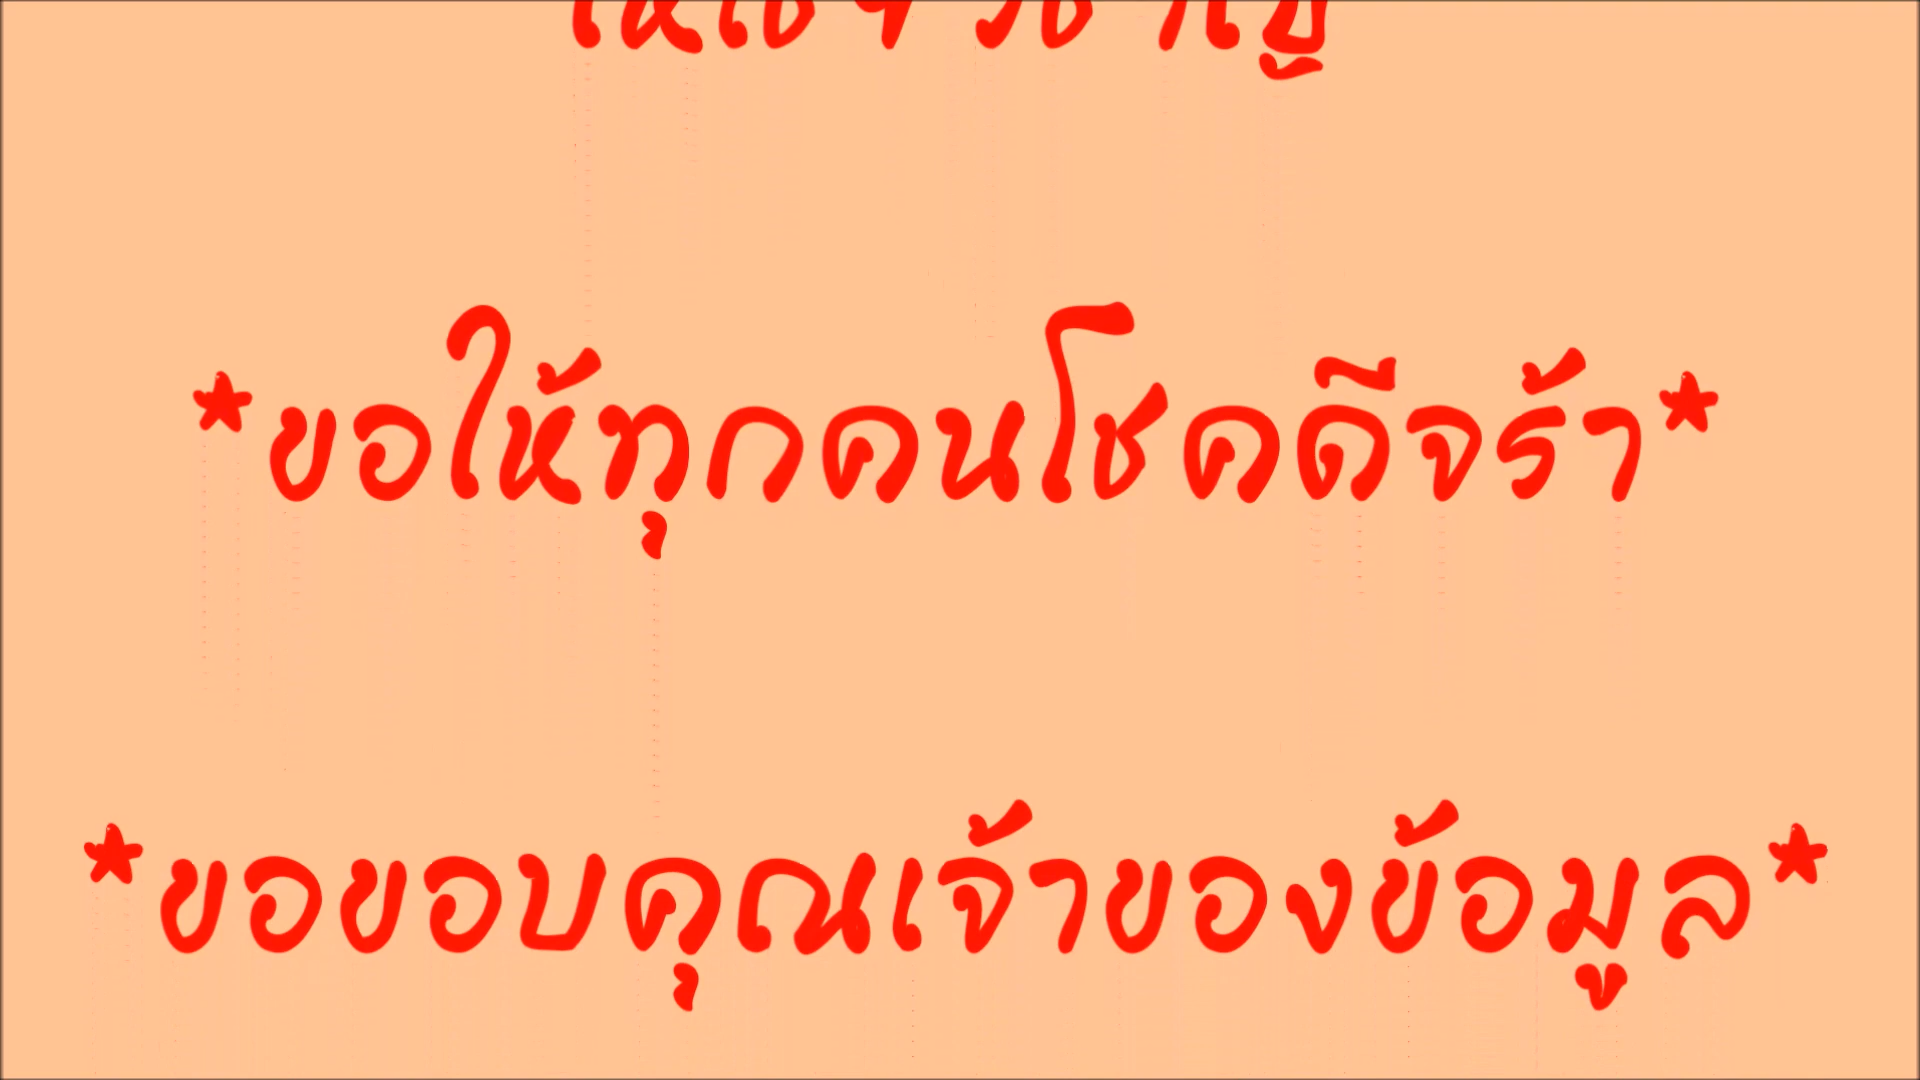 *ขอให้ทุกคนโชคดีจร้า*
*ขอขอบคุณเจ้าของข้อมูล*